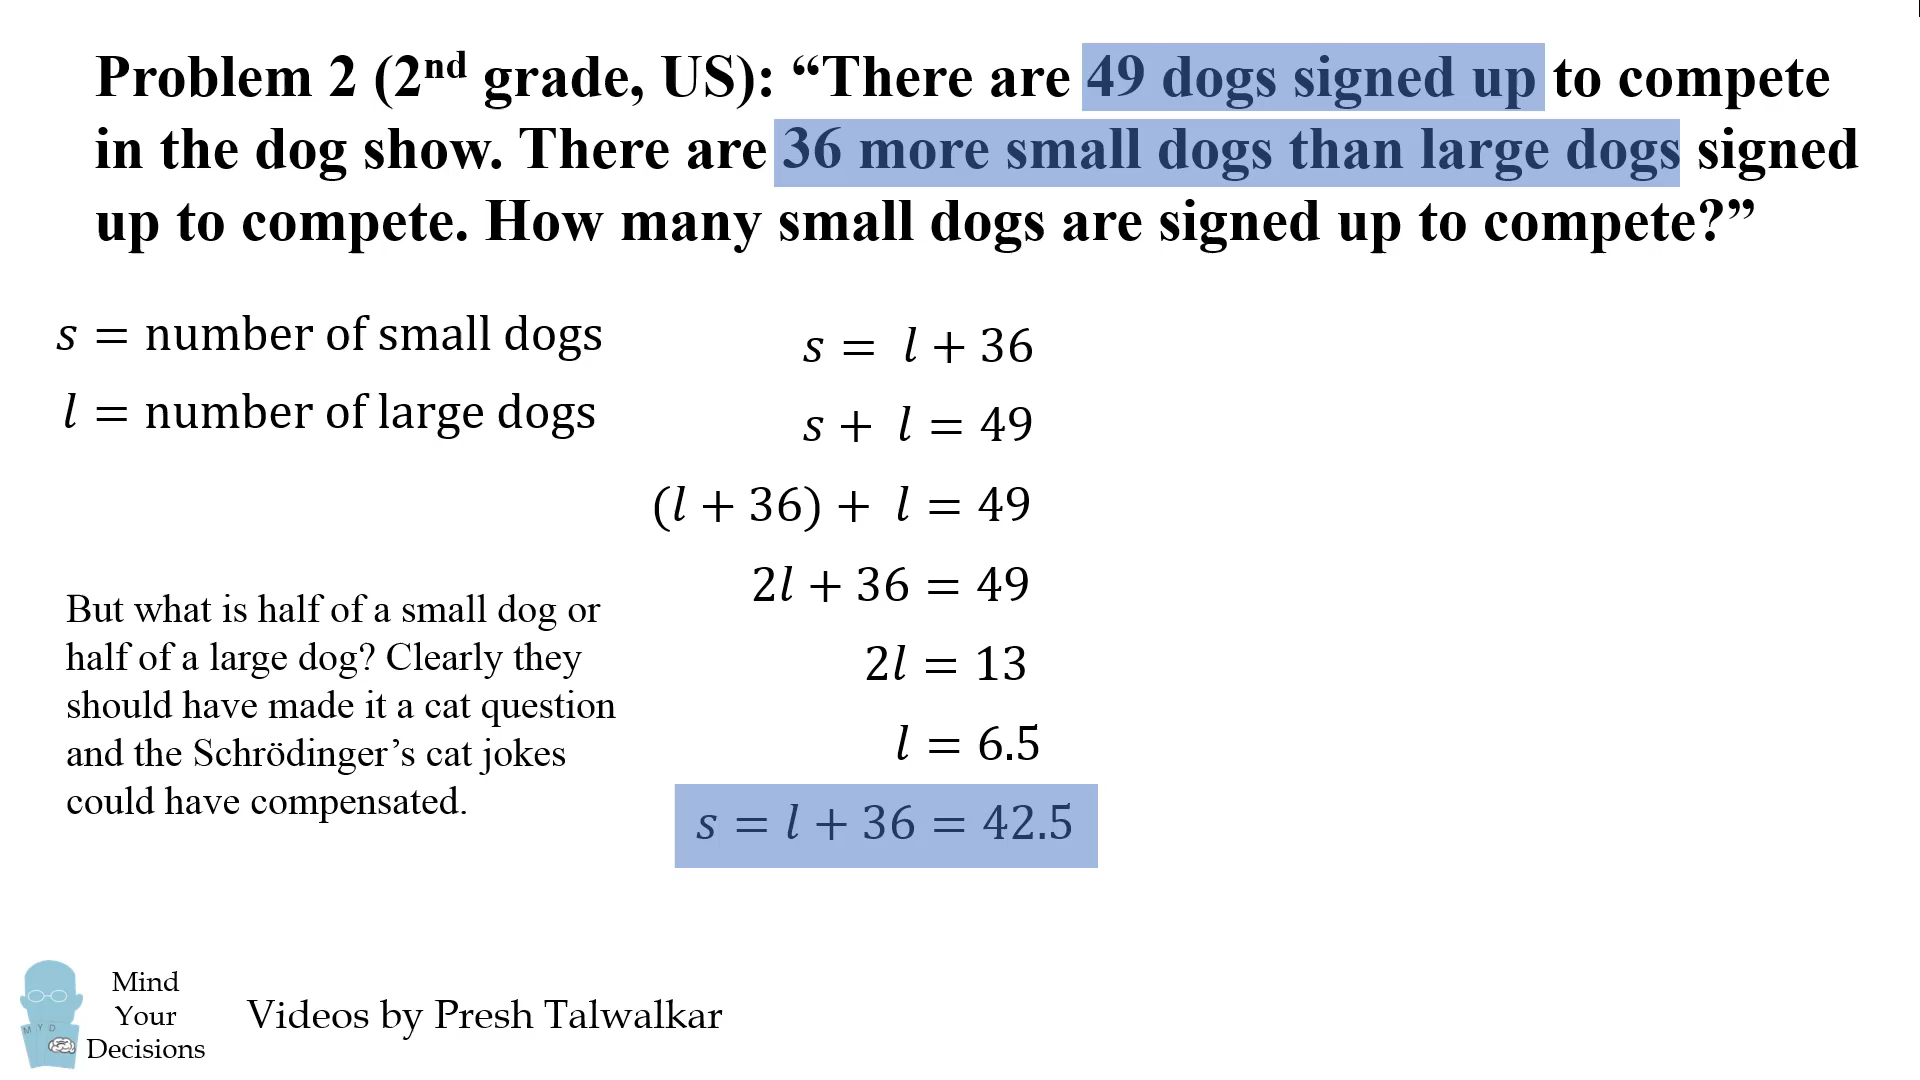 Problem 2 (2nd grade, US): “There are 49 dogs signed up to compete
in the dog show. There are 36 more small dogs than large dogs signed
up to compete. How many small dogs are signed up to compete?”
s = number of small dogs
l = number of large dogs
s = l + 36
s + l = 49
(l + 36) + l = 49
2l + 36 = 49
2l = 13
l = 6.5
s = l + 36 = 42.5
But what is half of a small dog or
half of a large dog? Clearly they
should have made it a cat question
and the Schrödinger’s cat jokes
could have compensated.
M Y D
Mind
Your
Decisions
Videos by Presh Talwalkar